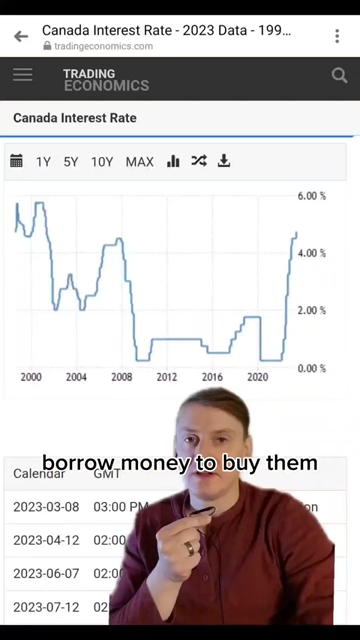 Canada Interest Rate - 2023 Data - 199...
tradingeconomics.com
TRADING
ECONOMICS
Canada Interest Rate
1Y 5Y 10Y MAX
6.00 %
4.00 %
2.00 %
0.00 %
2000 2004 2008 2012 2016 2020
borrow money to buy them
Calendar GMT
2023-03-08 03:00 PM
2023-04-12 02:00
2023-06-07 02:00
2023-07-12 02